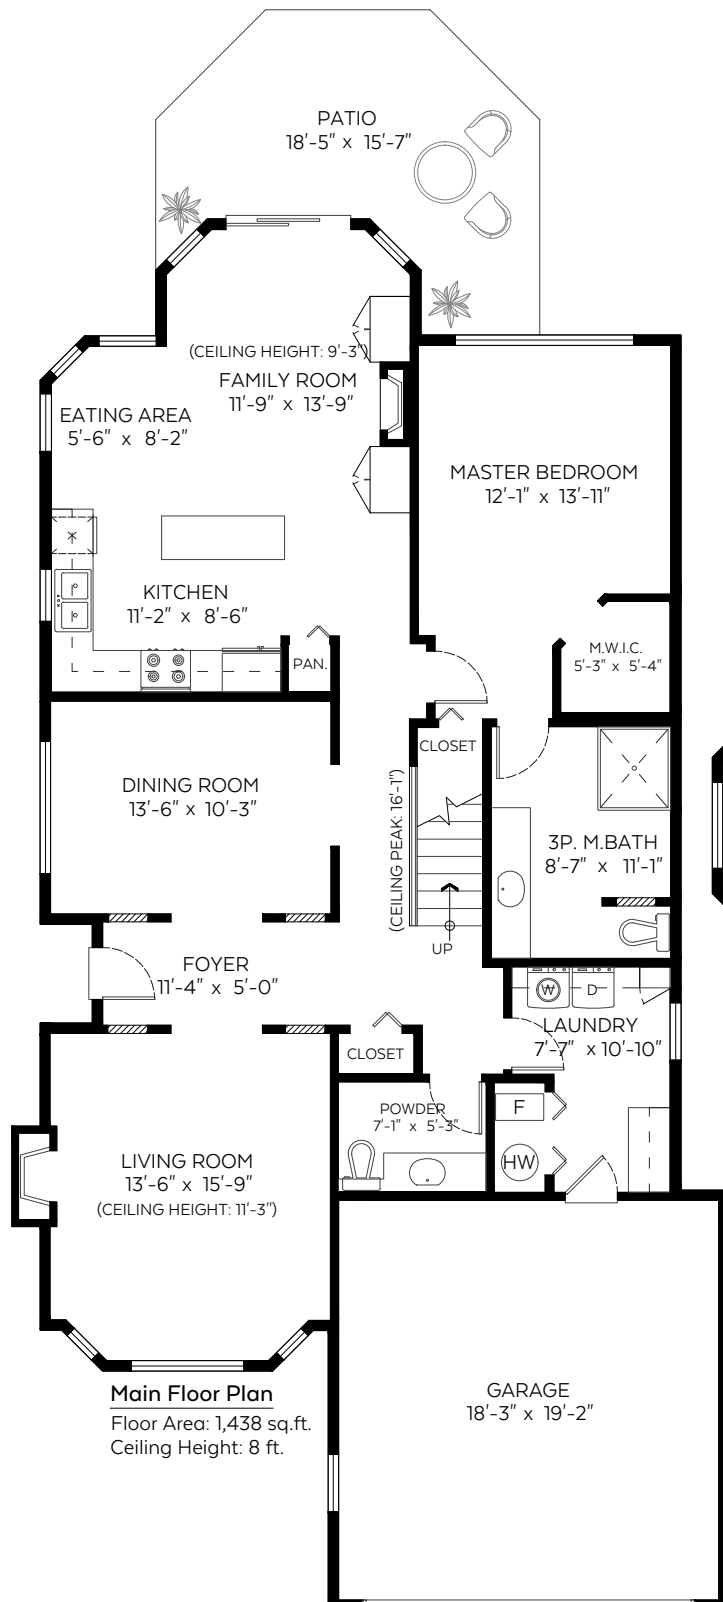 PATIO
18'-5" x 15'-7"
(CEILING HEIGHT: 9'-3")
FAMILY ROOM
11'-9" x 13'-9"
EATING AREA
5'-6" x 8'-2"
MASTER BEDROOM
12'-1" x 13'-11"
KITCHEN
11'-2" x 8'-6"
PAN.
M.W.I.C.
5'-3" x 5'-4"
CLOSET
DINING ROOM
13'-6" x 10'-3"
(CEILING PEAK: 16'-1")
3P. M.BATH
8'-7" x 11'-1"
UP
FOYER
11'-4" x 5'-0"
W
D
LAUNDRY
7'-7" x 10'-10"
CLOSET
POWDER
7'-1" x 5'-3"
F
HW
LIVING ROOM
13'-6" x 15'-9"
(CEILING HEIGHT: 11'-3")
GARAGE
18'-3" x 19'-2"
Main Floor Plan
Floor Area: 1,438 sq.ft.
Ceiling Height: 8 ft.